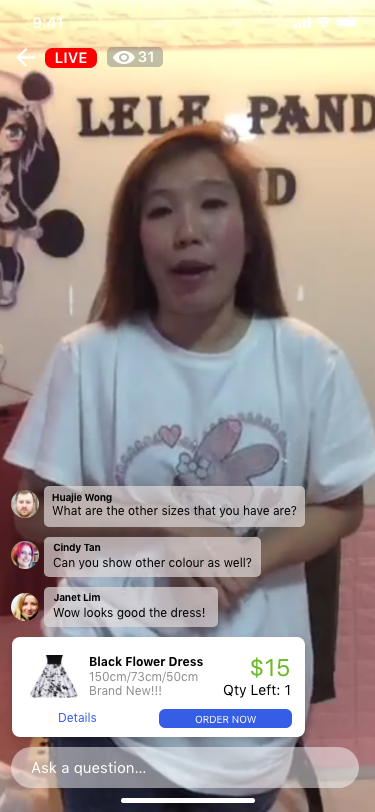 9:41
LIVE
31
LELE PAND
ND
Huajie Wong
What are the other sizes that you have are?
Cindy Tan
Can you show other colour as well?
Janet Lim
Wow looks good the dress!
Black Flower Dress
$15
150cm/73cm/50cm
Brand New!!!
Qty Left: 1
Details
ORDER NOW
Ask a question...